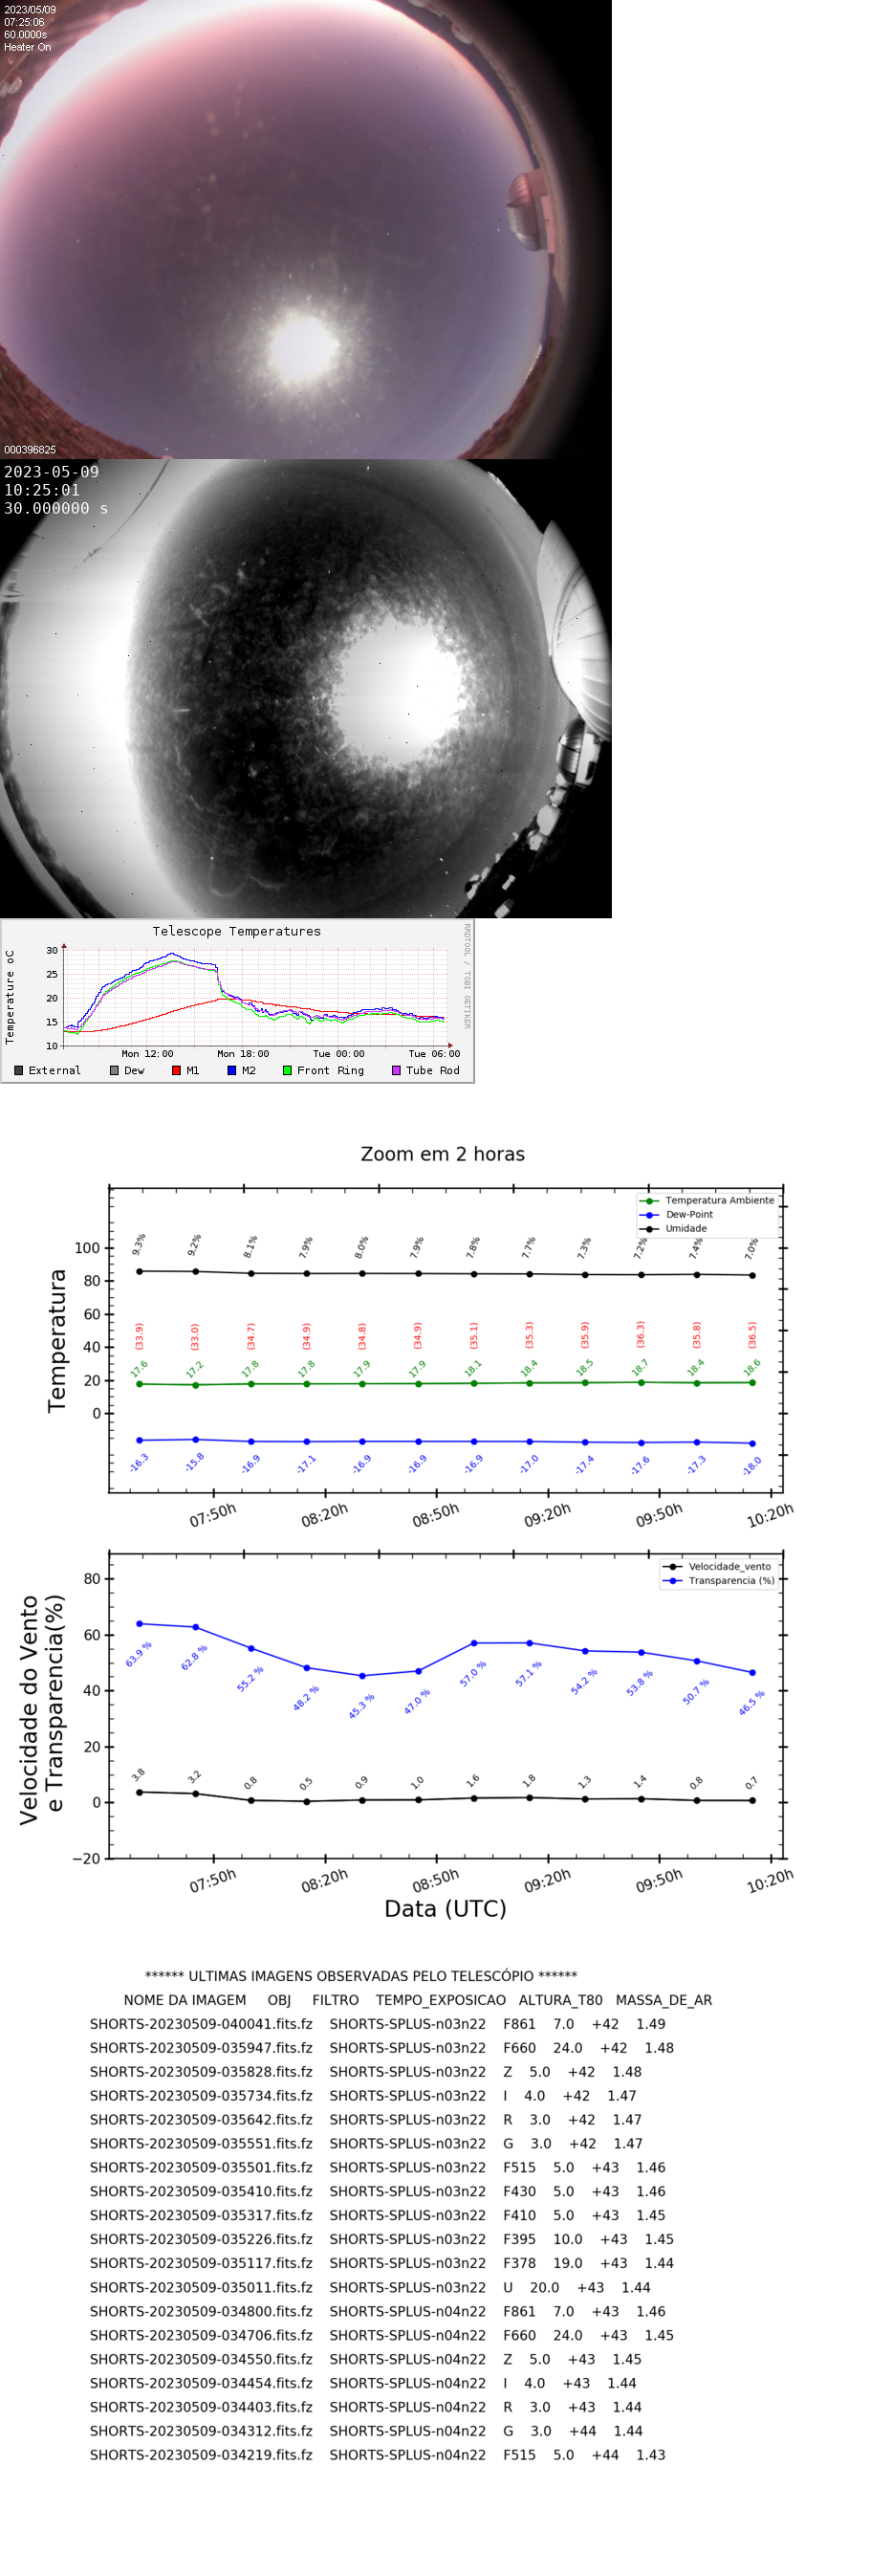 2023/05/09
07:25:06
60.0000s
Heater On
000396825
2023-05-09
10:25:01
30.000000 s
Telescope Temperatures
RRDTOOL / TOBI OETIKER
Temperature oC
30
25
20
15
10
Mon 12:00 Mon 18:00 Tue 00:00 Tue 06:00
External Dew M1 M2 Front Ring Tube Rod
Zoom em 2 horas
Temperatura Ambiente
Dew-Point
Umidade
Temperatura
100
80
60
40
20
0
9.3% 9.2% 8.1% 7.9% 8.0% 7.9% 7.8% 7.7% 7.3% 7.2% 7.4% 7.0%
(33.9) (33.0) (34.7) (34.9) (34.8) (34.9) (35.1) (35.3) (35.9) (36.3) (35.8) (36.5)
17.6 17.2 17.8 17.8 17.9 17.9 18.1 18.4 18.5 18.7 18.4 18.6
-16.3 -15.8 -16.9 -17.1 -16.9 -16.9 -16.9 -17.0 -17.4 -17.6 -17.3 -18.0
07:50h 08:20h 08:50h 09:20h 09:50h 10:20h
Velocidade_vento
Transparencia (%)
Velocidade do Vento
e Transparencia(%)
80
60
40
20
0
−20
63.9 % 62.8 % 55.2 % 48.2 % 45.3 % 47.0 % 57.0 % 57.1 % 54.2 % 53.8 % 50.7 % 46.5 %
3.8 3.2 0.8 0.5 0.9 1.0 1.6 1.8 1.3 1.4 0.8 0.7
07:50h 08:20h 08:50h 09:20h 09:50h 10:20h
Data (UTC)
****** ULTIMAS IMAGENS OBSERVADAS PELO TELESCÓPIO ******
NOME DA IMAGEM OBJ FILTRO TEMPO_EXPOSICAO ALTURA_T80 MASSA_DE_AR
SHORTS-20230509-040041.fits.fz SHORTS-SPLUS-n03n22 F861 7.0 +42 1.49
SHORTS-20230509-035947.fits.fz SHORTS-SPLUS-n03n22 F660 24.0 +42 1.48
SHORTS-20230509-035828.fits.fz SHORTS-SPLUS-n03n22 Z 5.0 +42 1.48
SHORTS-20230509-035734.fits.fz SHORTS-SPLUS-n03n22 I 4.0 +42 1.47
SHORTS-20230509-035642.fits.fz SHORTS-SPLUS-n03n22 R 3.0 +42 1.47
SHORTS-20230509-035551.fits.fz SHORTS-SPLUS-n03n22 G 3.0 +42 1.47
SHORTS-20230509-035501.fits.fz SHORTS-SPLUS-n03n22 F515 5.0 +43 1.46
SHORTS-20230509-035410.fits.fz SHORTS-SPLUS-n03n22 F430 5.0 +43 1.46
SHORTS-20230509-035317.fits.fz SHORTS-SPLUS-n03n22 F410 5.0 +43 1.45
SHORTS-20230509-035226.fits.fz SHORTS-SPLUS-n03n22 F395 10.0 +43 1.45
SHORTS-20230509-035117.fits.fz SHORTS-SPLUS-n03n22 F378 19.0 +43 1.44
SHORTS-20230509-035011.fits.fz SHORTS-SPLUS-n03n22 U 20.0 +43 1.44
SHORTS-20230509-034800.fits.fz SHORTS-SPLUS-n04n22 F861 7.0 +43 1.46
SHORTS-20230509-034706.fits.fz SHORTS-SPLUS-n04n22 F660 24.0 +43 1.45
SHORTS-20230509-034550.fits.fz SHORTS-SPLUS-n04n22 Z 5.0 +43 1.45
SHORTS-20230509-034454.fits.fz SHORTS-SPLUS-n04n22 I 4.0 +43 1.44
SHORTS-20230509-034403.fits.fz SHORTS-SPLUS-n04n22 R 3.0 +43 1.44
SHORTS-20230509-034312.fits.fz SHORTS-SPLUS-n04n22 G 3.0 +44 1.44
SHORTS-20230509-034219.fits.fz SHORTS-SPLUS-n04n22 F515 5.0 +44 1.43